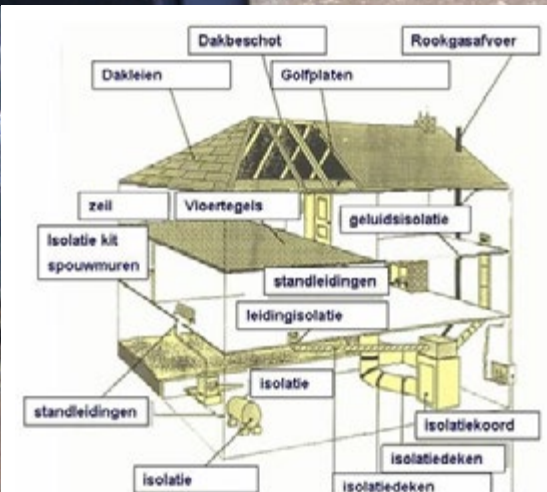 Dakbeschot
Rookgasafvoer
Dakleien
Golfplaten
zeil
Vloertegels
geluidsisolatie
Isolatie kit
spouwmuren
standleidingen
leidingisolatie
isolatie
standleidingen
isolatiekoord
isolatiedeken
isolatie
isolatiedeken